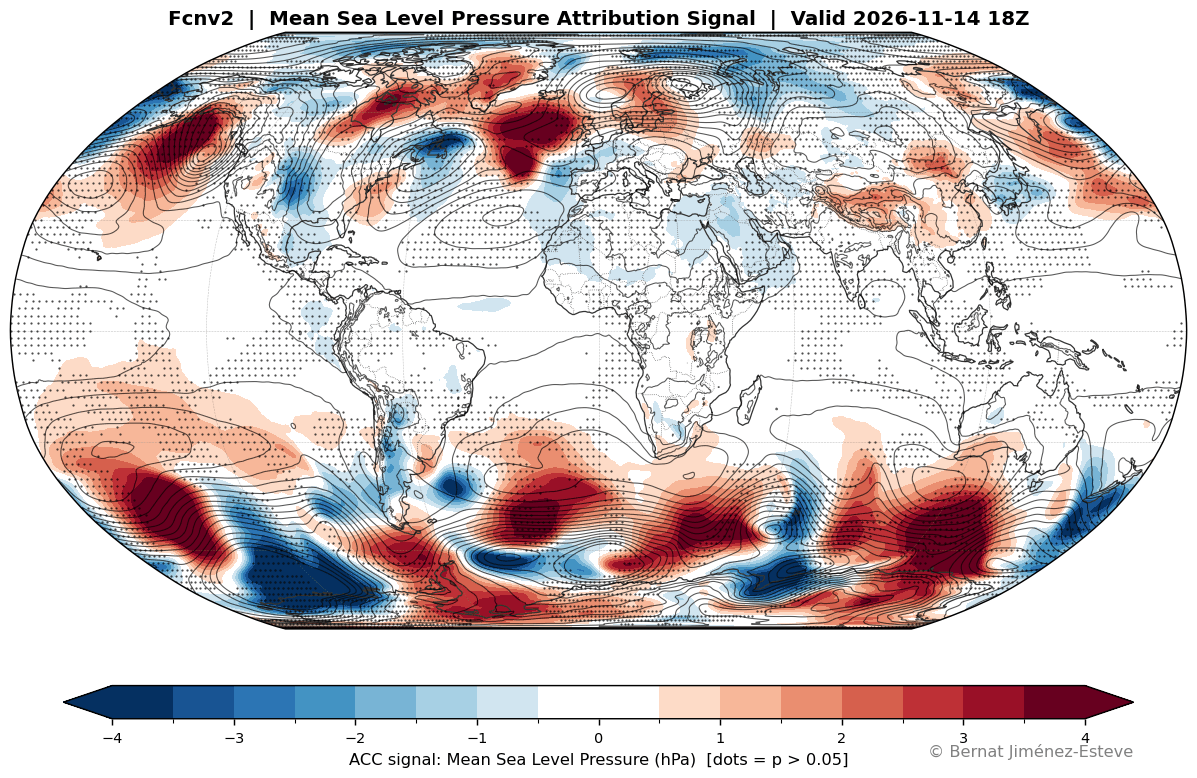 Fcnv2 | Mean Sea Level Pressure Attribution Signal | Valid 2026-11-14 18Z
−4 −3 −2 −1 0 1 2 3 4
ACC signal: Mean Sea Level Pressure (hPa) [dots = p > 0.05]
© Bernat Jiménez-Esteve